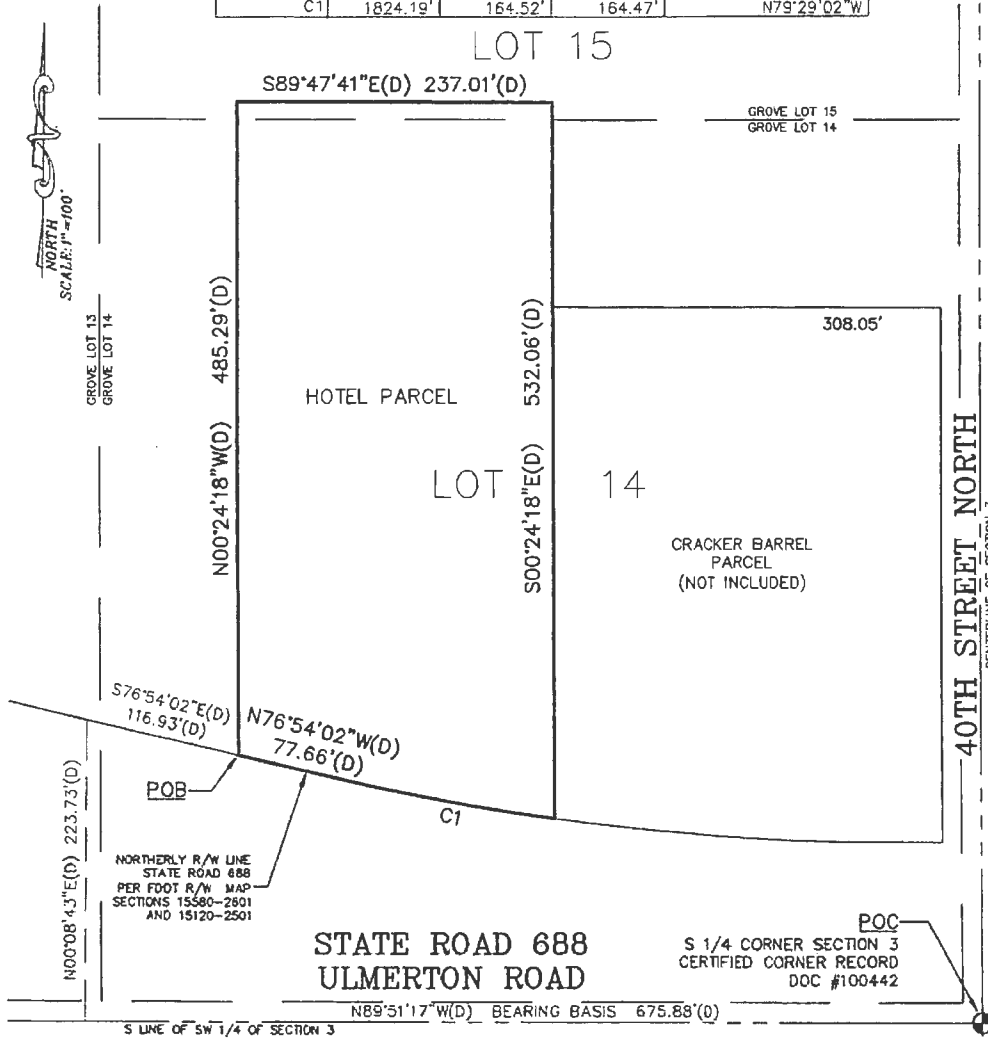 C1 1824.19' 164.52' 164.47' N79°29'02"W
LOT 15
S89°47'41"E(D) 237.01'(D)
GROVE LOT 15
GROVE LOT 14
NORTH
SCALE:1"=100'
GROVE LOT 13
GROVE LOT 14
N00°24'18"W(D) 485.29'(D)
S00°24'18"E(D) 532.06'(D)
308.05'
HOTEL PARCEL
LOT 14
CRACKER BARREL
PARCEL
(NOT INCLUDED)
40TH STREET NORTH
S76°54'02"E(D)
116.93'(D)
N76°54'02"W(D)
77.66'(D)
POB
C1
N00°08'43"E(D) 223.73'(D)
NORTHERLY R/W LINE
STATE ROAD 688
PER FDOT R/W MAP
SECTIONS 15580-2601
AND 15120-2501
STATE ROAD 688
ULMERTON ROAD
POC
S 1/4 CORNER SECTION 3
CERTIFIED CORNER RECORD
DOC #100442
N89°51'17"W(D) BEARING BASIS 675.88'(D)
S LINE OF SW 1/4 OF SECTION 3